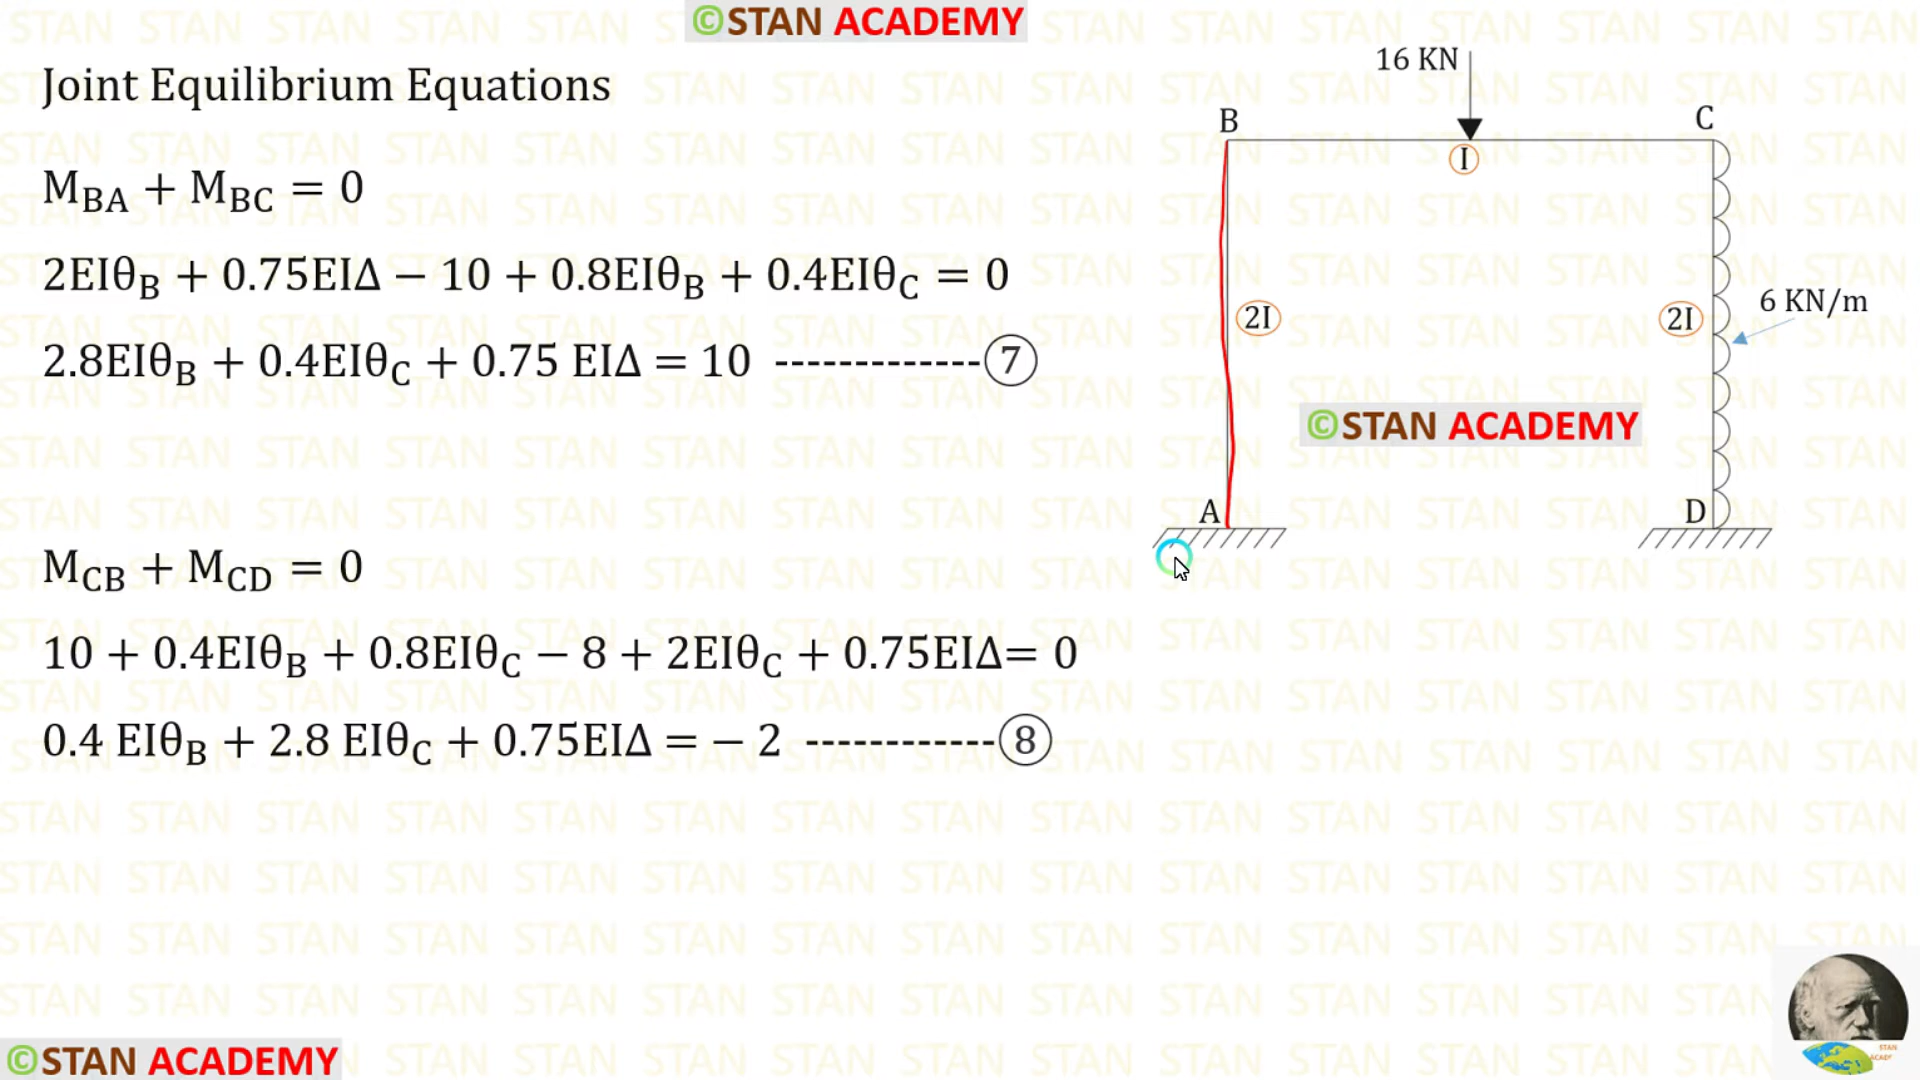 ©STAN ACADEMY
Joint Equilibrium Equations
M_BA + M_BC = 0
2EIθ_B + 0.75EIΔ − 10 + 0.8EIθ_B + 0.4EIθ_C = 0
2.8EIθ_B + 0.4EIθ_C + 0.75 EIΔ = 10 ------------- 7
M_CB + M_CD = 0
10 + 0.4EIθ_B + 0.8EIθ_C − 8 + 2EIθ_C + 0.75EIΔ= 0
0.4 EIθ_B + 2.8 EIθ_C + 0.75EIΔ = − 2 ------------ 8
16 KN
B
C
I
2I
2I
6 KN/m
©STAN ACADEMY
A
D
©STAN ACADEMY
STAN
ACADY